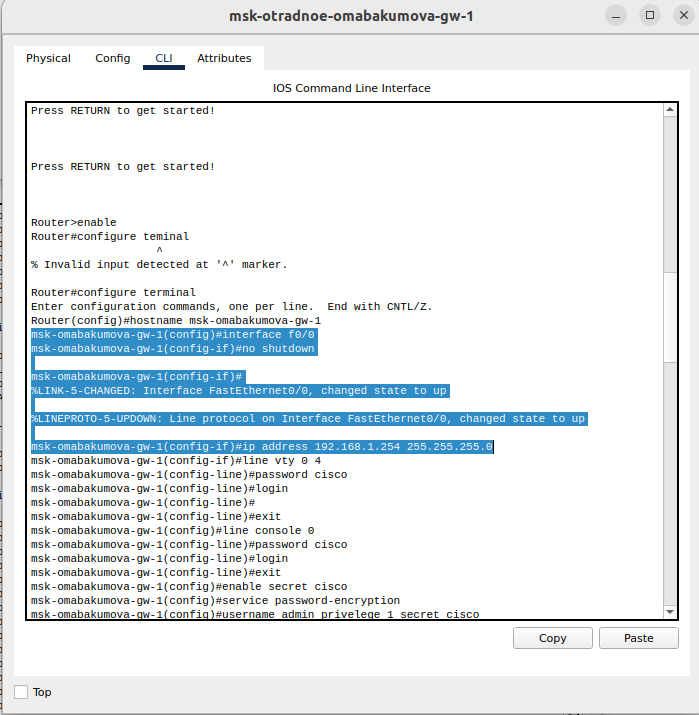 msk-otradnoe-omabakumova-gw-1
Physical Config CLI Attributes
IOS Command Line Interface
Press RETURN to get started!
Press RETURN to get started!
Router>enable
Router#configure teminal
^
% Invalid input detected at '^' marker.
Router#configure terminal
Enter configuration commands, one per line.  End with CNTL/Z.
Router(config)#hostname msk-omabakumova-gw-1
msk-omabakumova-gw-1(config)#interface f0/0
msk-omabakumova-gw-1(config-if)#no shutdown
msk-omabakumova-gw-1(config-if)#
%LINK-5-CHANGED: Interface FastEthernet0/0, changed state to up
%LINEPROTO-5-UPDOWN: Line protocol on Interface FastEthernet0/0, changed state to up
msk-omabakumova-gw-1(config-if)#ip address 192.168.1.254 255.255.255.0
msk-omabakumova-gw-1(config-if)#line vty 0 4
msk-omabakumova-gw-1(config-line)#password cisco
msk-omabakumova-gw-1(config-line)#login
msk-omabakumova-gw-1(config-line)#
msk-omabakumova-gw-1(config-line)#exit
msk-omabakumova-gw-1(config)#line console 0
msk-omabakumova-gw-1(config-line)#password cisco
msk-omabakumova-gw-1(config-line)#login
msk-omabakumova-gw-1(config-line)#exit
msk-omabakumova-gw-1(config)#enable secret cisco
msk-omabakumova-gw-1(config)#service password-encryption
msk-omabakumova-gw-1(config)#username admin privelege 1 secret cisco
Copy Paste
Top